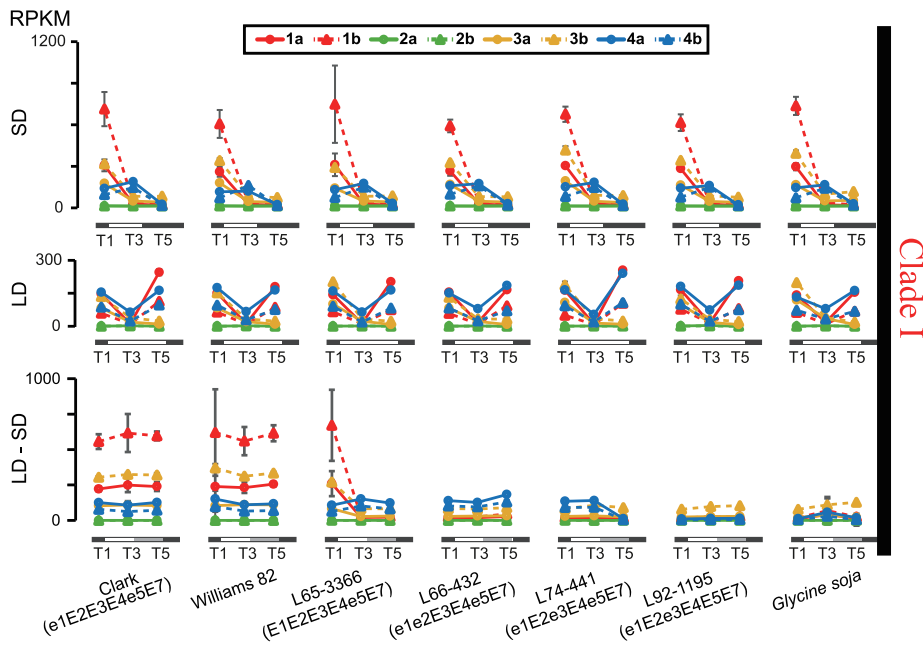 RPKM
1200
1a 1b 2a 2b 3a 3b 4a 4b
SD
0
T1 T3 T5 T1 T3 T5 T1 T3 T5 T1 T3 T5 T1 T3 T5 T1 T3 T5 T1 T3 T5
300
LD
0
T1 T3 T5 T1 T3 T5 T1 T3 T5 T1 T3 T5 T1 T3 T5 T1 T3 T5 T1 T3 T5
1000
LD - SD
0
T1 T3 T5 T1 T3 T5 T1 T3 T5 T1 T3 T5 T1 T3 T5 T1 T3 T5 T1 T3 T5
Clark
(e1E2E3E4e5E7)
Williams 82
L65-3366
(E1E2E3E4e5E7)
L66-432
(e1e2E3E4e5E7)
L74-441
(e1E2e3E4e5E7)
L92-1195
(e1E2e3E4e5E7)
Glycine soja
Clade I